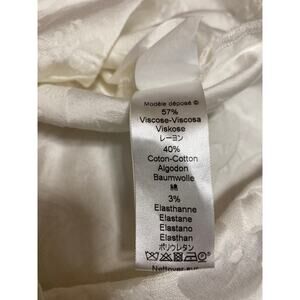 Modèle déposé ©
57%
Viscose-Viscosa
Viskose
レーヨン
40%
Coton-Cotton
Algodon
Baumwolle
綿
3%
Elasthanne
Elastane
Elastano
Elasthan
ポリウレタン